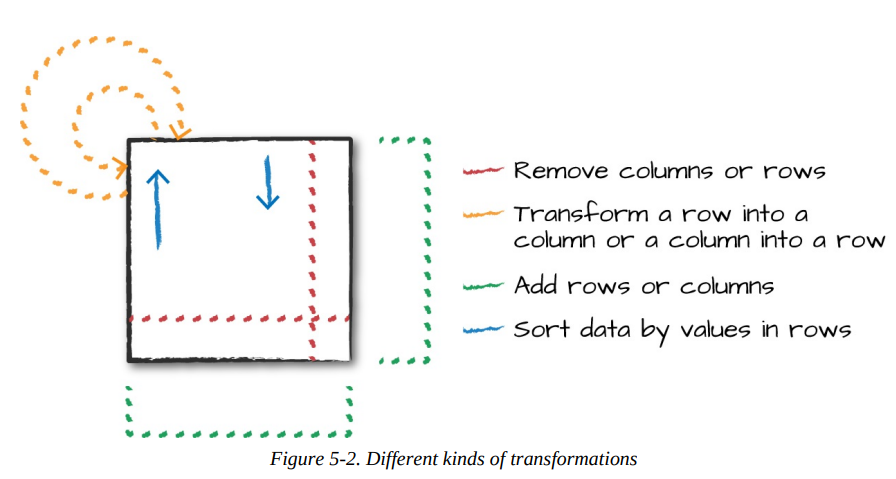 Remove columns or rows
Transform a row into a
column or a column into a row
Add rows or columns
Sort data by values in rows
Figure 5-2. Different kinds of transformations